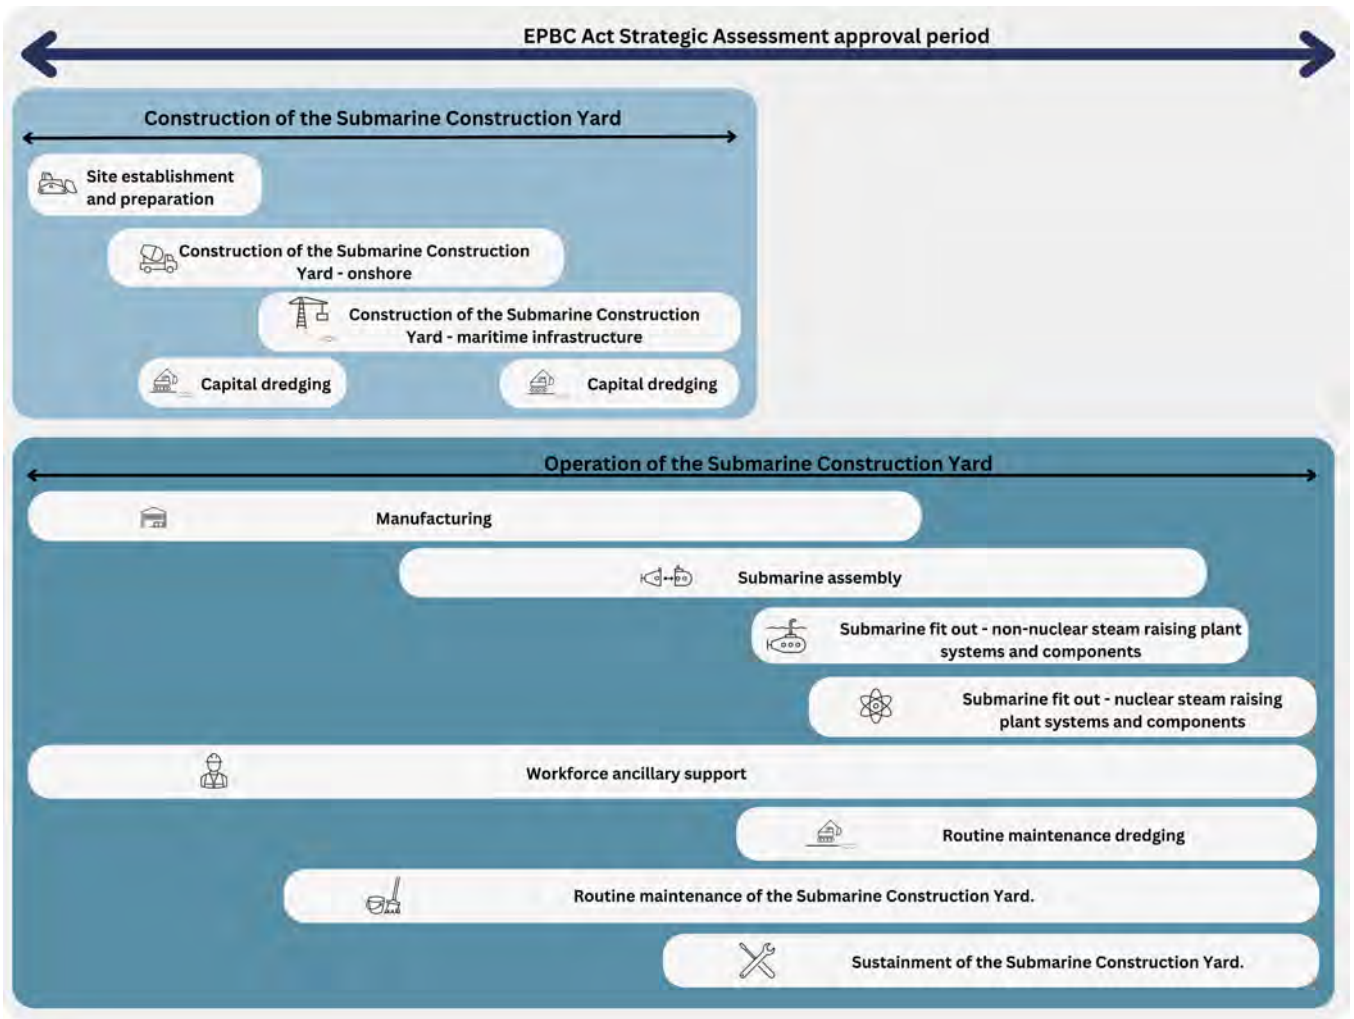 EPBC Act Strategic Assessment approval period
Construction of the Submarine Construction Yard
Site establishment
and preparation
Construction of the Submarine Construction
Yard - onshore
Construction of the Submarine Construction
Yard - maritime infrastructure
Capital dredging
Capital dredging
Operation of the Submarine Construction Yard
Manufacturing
Submarine assembly
Submarine fit out - non-nuclear steam raising plant
systems and components
Submarine fit out - nuclear steam raising
plant systems and components
Workforce ancillary support
Routine maintenance dredging
Routine maintenance of the Submarine Construction Yard.
Sustainment of the Submarine Construction Yard.